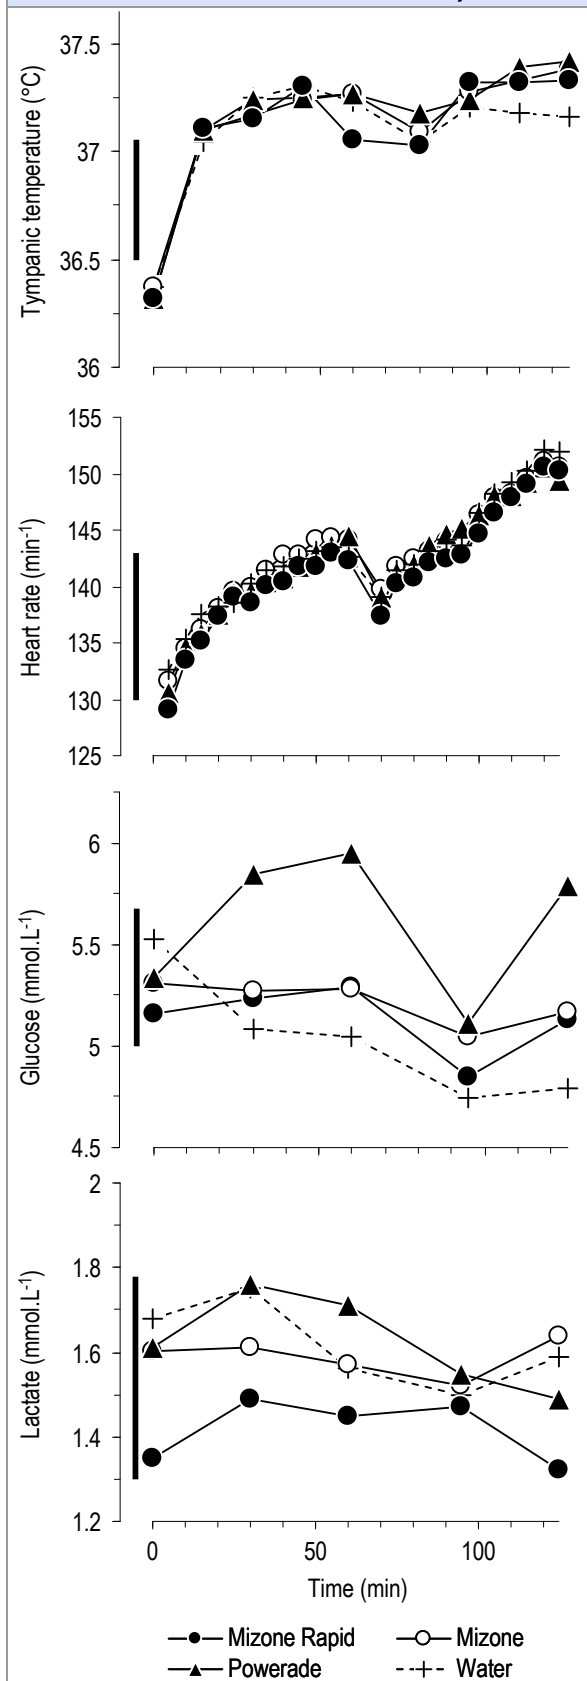 37.5
37
36.5
36
Tympanic temperature (°C)
155
150
145
140
135
130
125
Heart rate (min-1)
6
5.5
5
4.5
Glucose (mmol.L-1)
2
1.8
1.6
1.4
1.2
Lactate (mmol.L-1)
0 50 100
Time (min)
Mizone Rapid Mizone
Powerade Water